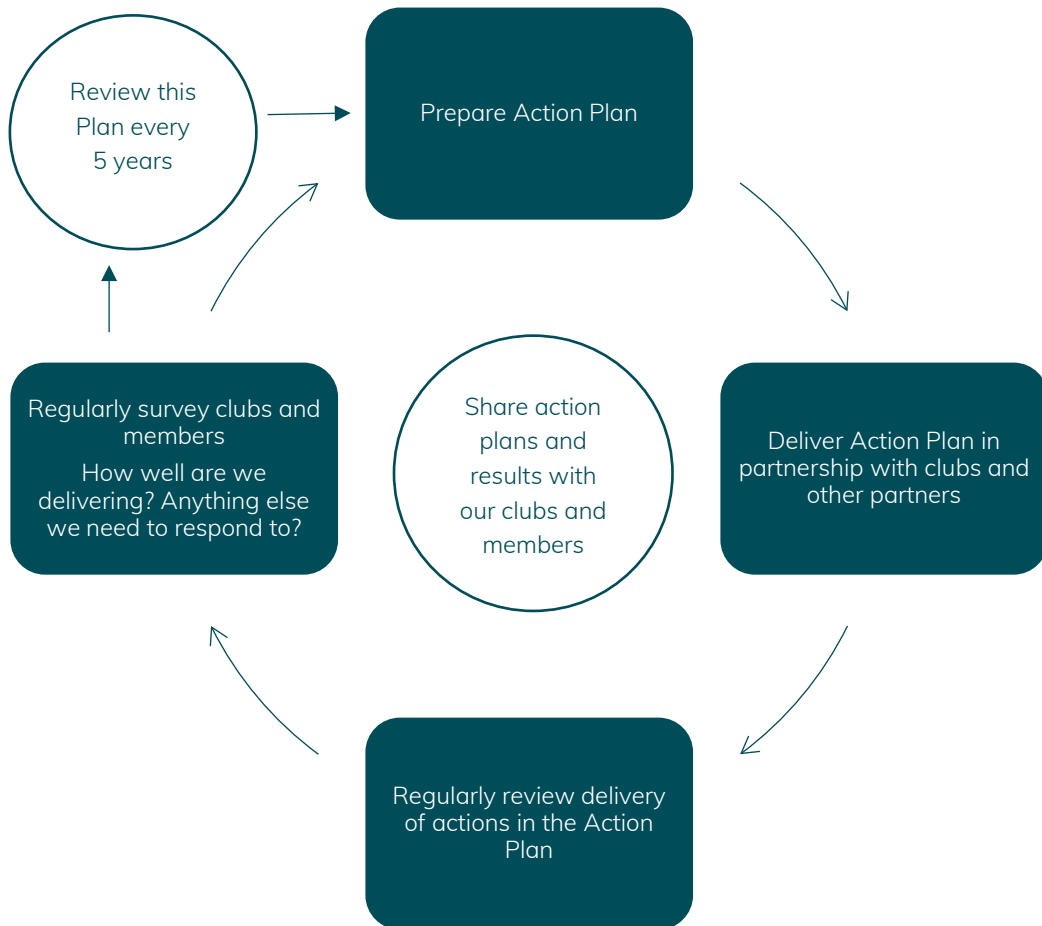 Review this
Plan every
5 years
Prepare Action Plan
Regularly survey clubs and
members
How well are we
delivering? Anything else
we need to respond to?
Share action
plans and
results with
our clubs and
members
Deliver Action Plan in
partnership with clubs and
other partners
Regularly review delivery
of actions in the Action
Plan